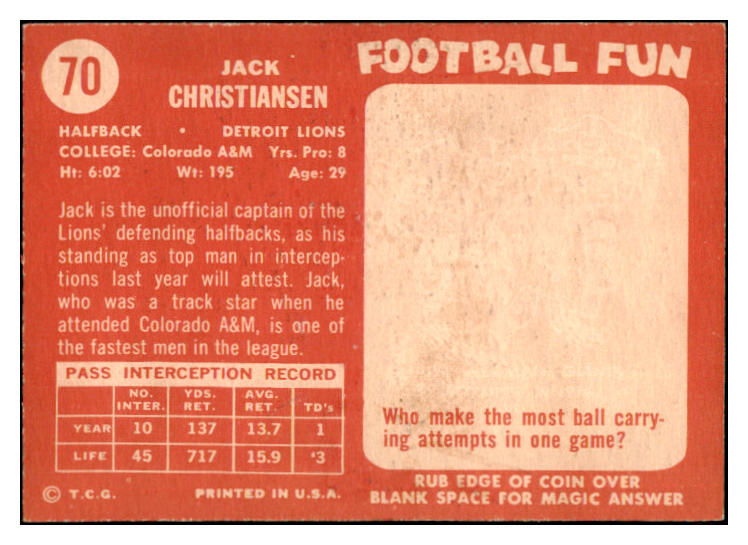 70
JACK
CHRISTIANSEN
HALFBACK • DETROIT LIONS
COLLEGE: Colorado A&M Yrs. Pro: 8
Ht: 6:02 Wt: 195 Age: 29
Jack is the unofficial captain of the
Lions' defending halfbacks, as his
standing as top man in intercep-
tions last year will attest. Jack,
who was a track star when he
attended Colorado A&M, is one of
the fastest men in the league.
PASS INTERCEPTION RECORD
NO. INTER. YDS. RET. AVG. RET. TD's
YEAR 10 137 13.7 1
LIFE 45 717 15.9 '3
© T.C.G. PRINTED IN U.S.A.
FOOTBALL FUN
Who make the most ball carry-
ing attempts in one game?
RUB EDGE OF COIN OVER
BLANK SPACE FOR MAGIC ANSWER